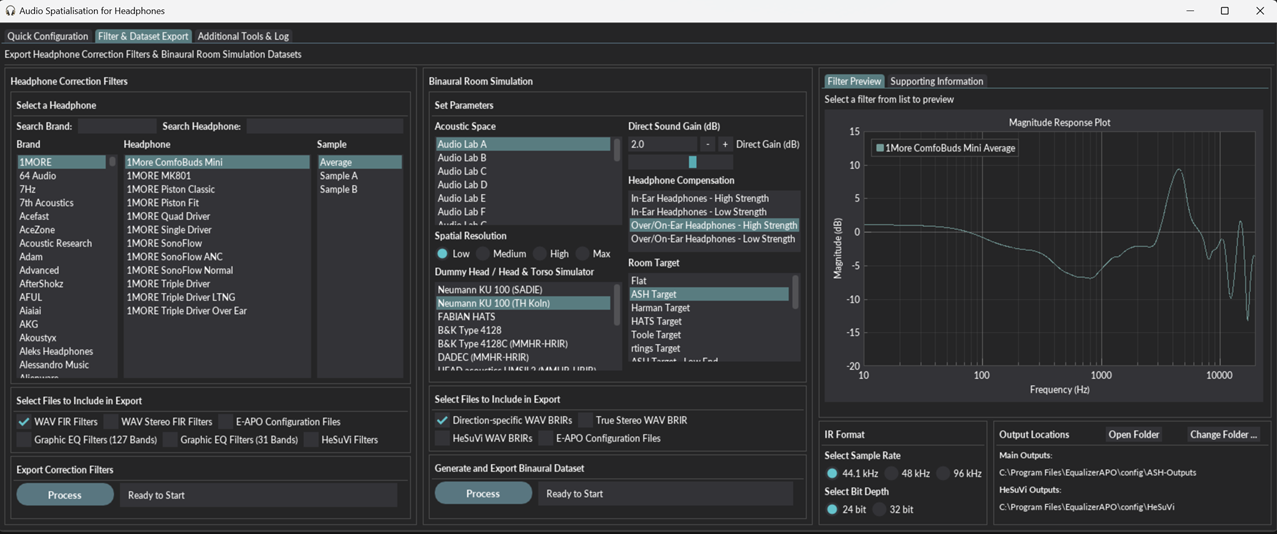 Audio Spatialisation for Headphones
Quick Configuration Filter & Dataset Export Additional Tools & Log
Export Headphone Correction Filters & Binaural Room Simulation Datasets
Headphone Correction Filters
Select a Headphone
Search Brand: Search Headphone:
Brand Headphone Sample
1MORE
64 Audio
7Hz
7th Acoustics
Acefast
AceZone
Acoustic Research
Adam
Advanced
AfterShokz
AFUL
Aiaiai
AKG
Akoustyx
Aleks Headphones
Alessandro Music
Alienware
1More ComfoBuds Mini
1MORE MK801
1MORE Piston Classic
1MORE Piston Fit
1MORE Quad Driver
1MORE Single Driver
1MORE SonoFlow
1MORE SonoFlow ANC
1MORE SonoFlow Normal
1MORE Triple Driver
1MORE Triple Driver LTNG
1MORE Triple Driver Over Ear
Average
Sample A
Sample B
Select Files to Include in Export
WAV FIR Filters WAV Stereo FIR Filters E-APO Configuration Files
Graphic EQ Filters (127 Bands) Graphic EQ Filters (31 Bands) HeSuVi Filters
Export Correction Filters
Process Ready to Start
Binaural Room Simulation
Set Parameters
Acoustic Space
Audio Lab A
Audio Lab B
Audio Lab C
Audio Lab D
Audio Lab E
Audio Lab F
Audio Lab G
Spatial Resolution
Low Medium High Max
Dummy Head / Head & Torso Simulator
Neumann KU 100 (SADIE)
Neumann KU 100 (TH Koln)
FABIAN HATS
B&K Type 4128
B&K Type 4128C (MMHR-HRIR)
DADEC (MMHR-HRIR)
HEAD acoustics HMSII.2 (MMHR-HRIR)
Direct Sound Gain (dB)
2.0 - + Direct Gain (dB)
Headphone Compensation
In-Ear Headphones - High Strength
In-Ear Headphones - Low Strength
Over/On-Ear Headphones - High Strength
Over/On-Ear Headphones - Low Strength
Room Target
Flat
ASH Target
Harman Target
HATS Target
Toole Target
rtings Target
ASH Target - Low End
Select Files to Include in Export
Direction-specific WAV BRIRs True Stereo WAV BRIR
HeSuVi WAV BRIRs E-APO Configuration Files
Generate and Export Binaural Dataset
Process Ready to Start
Filter Preview Supporting Information
Select a filter from list to preview
Magnitude Response Plot
1More ComfoBuds Mini Average
Magnitude (dB)
15
10
5
0
-5
-10
-15
-20
10 100 1000 10000
Frequency (Hz)
IR Format
Select Sample Rate
44.1 kHz 48 kHz 96 kHz
Select Bit Depth
24 bit 32 bit
Output Locations Open Folder Change Folder ...
Main Outputs:
C:\Program Files\EqualizerAPO\config\ASH-Outputs
HeSuVi Outputs:
C:\Program Files\EqualizerAPO\config\HeSuVi